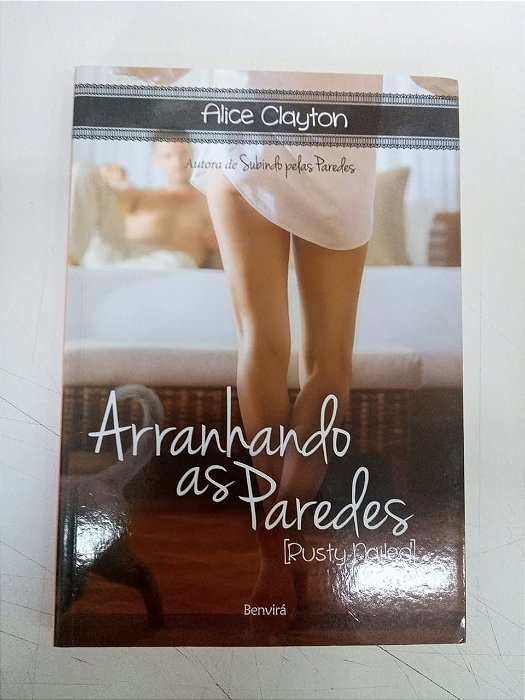 Alice Clayton
Autora de Subindo pelas Paredes
Arranhando
as Paredes
[Rusty Nailed]
Benvirá